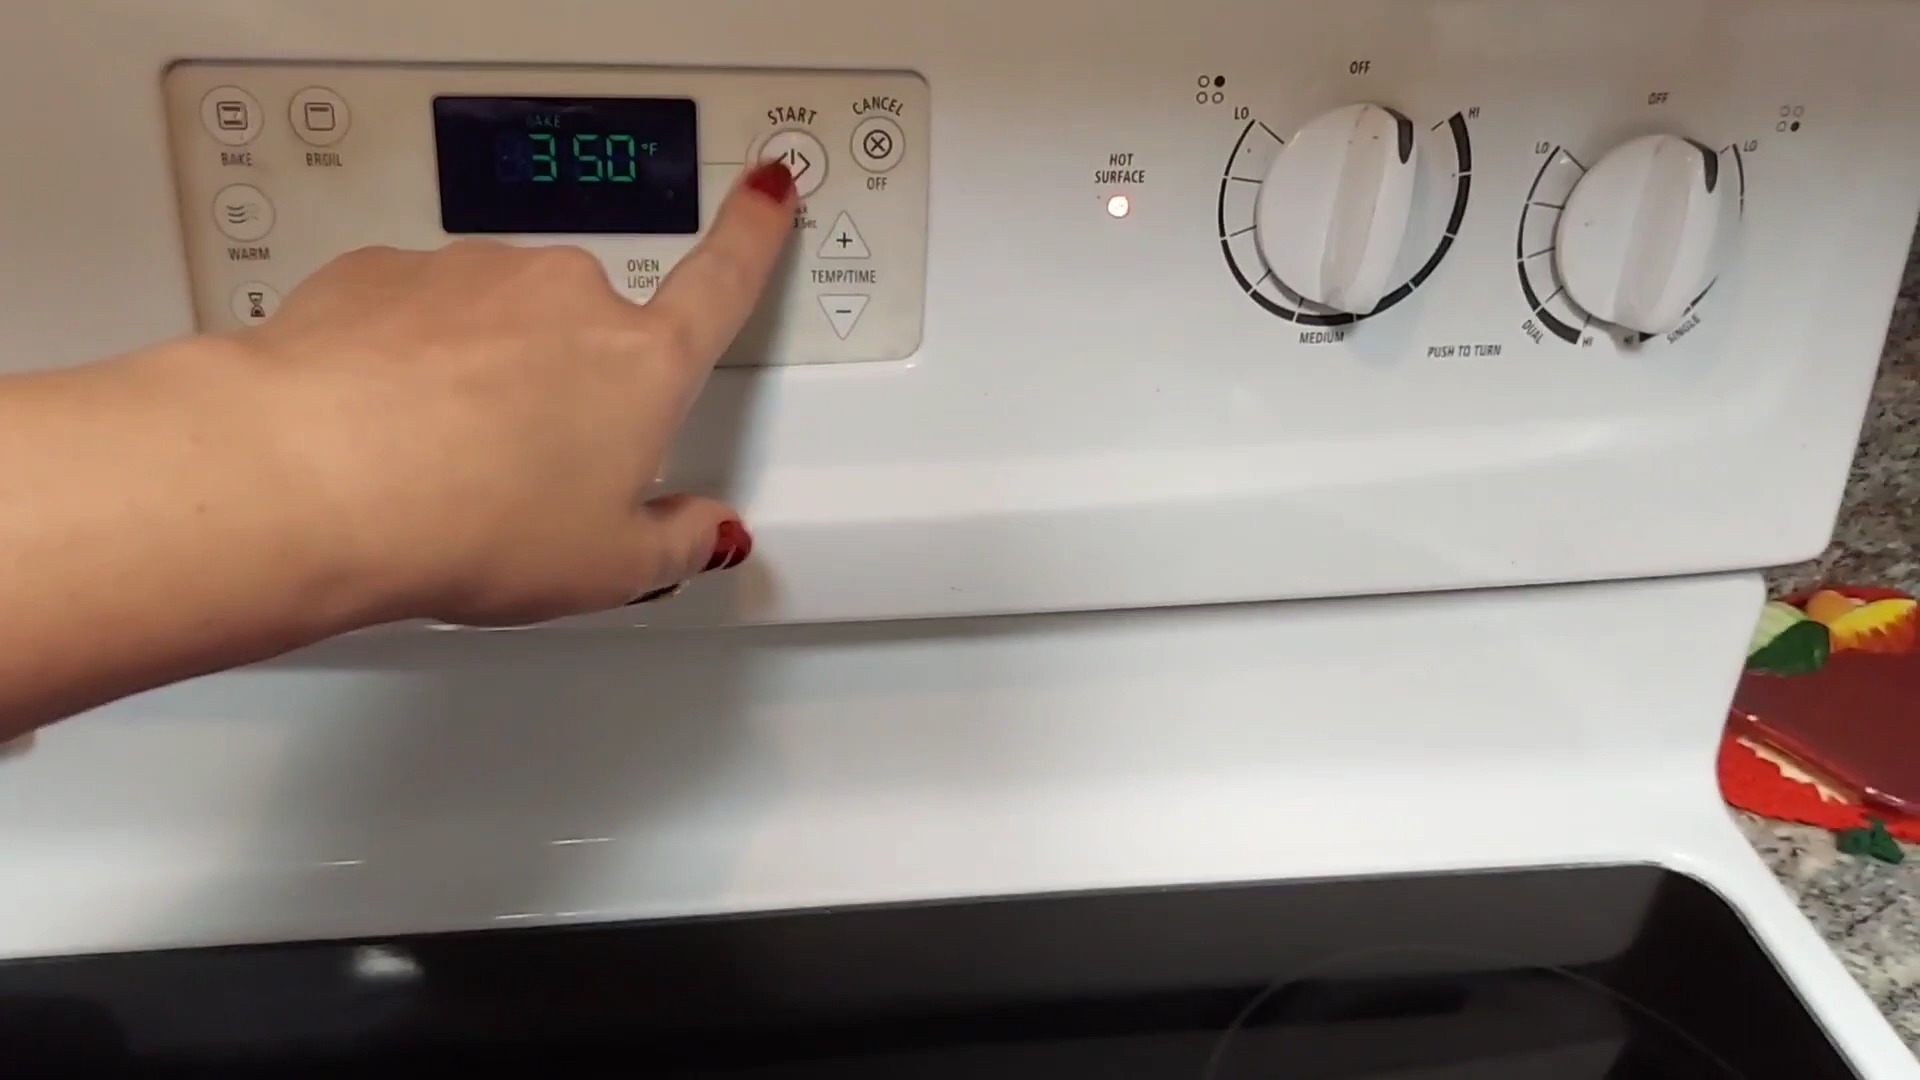 BAKE
BROIL
WARM
BAKE
350°F
OVEN
LIGHT
START
CANCEL
OFF
TEMP/TIME
HOT
SURFACE
OFF
LO
HI
MEDIUM
PUSH TO TURN
OFF
LO
LO
DUAL
HI
HI
SINGLE